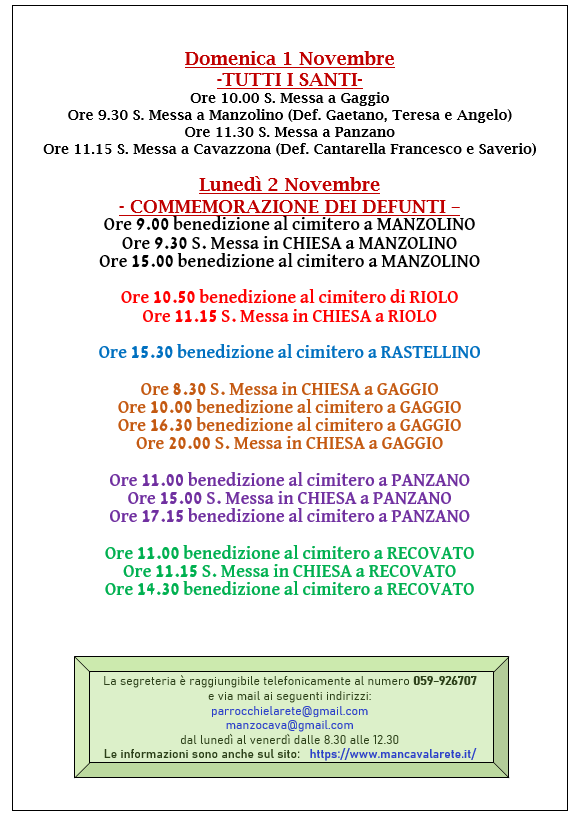 Domenica 1 Novembre
-TUTTI I SANTI-
Ore 10.00 S. Messa a Gaggio
Ore 9.30 S. Messa a Manzolino (Def. Gaetano, Teresa e Angelo)
Ore 11.30 S. Messa a Panzano
Ore 11.15 S. Messa a Cavazzona (Def. Cantarella Francesco e Saverio)
Lunedì 2 Novembre
- COMMEMORAZIONE DEI DEFUNTI –
Ore 9.00 benedizione al cimitero a MANZOLINO
Ore 9.30 S. Messa in CHIESA a MANZOLINO
Ore 15.00 benedizione al cimitero a MANZOLINO
Ore 10.50 benedizione al cimitero di RIOLO
Ore 11.15 S. Messa in CHIESA a RIOLO
Ore 15.30 benedizione al cimitero a RASTELLINO
Ore 8.30 S. Messa in CHIESA a GAGGIO
Ore 10.00 benedizione al cimitero a GAGGIO
Ore 16.30 benedizione al cimitero a GAGGIO
Ore 20.00 S. Messa in CHIESA a GAGGIO
Ore 11.00 benedizione al cimitero a PANZANO
Ore 15.00 S. Messa in CHIESA a PANZANO
Ore 17.15 benedizione al cimitero a PANZANO
Ore 11.00 benedizione al cimitero a RECOVATO
Ore 11.15 S. Messa in CHIESA a RECOVATO
Ore 14.30 benedizione al cimitero a RECOVATO
La segreteria è raggiungibile telefonicamente al numero 059-926707
e via mail ai seguenti indirizzi:
parrocchielarete@gmail.com
manzocava@gmail.com
dal lunedì al venerdì dalle 8.30 alle 12.30
Le informazioni sono anche sul sito: https://www.mancavalarete.it/